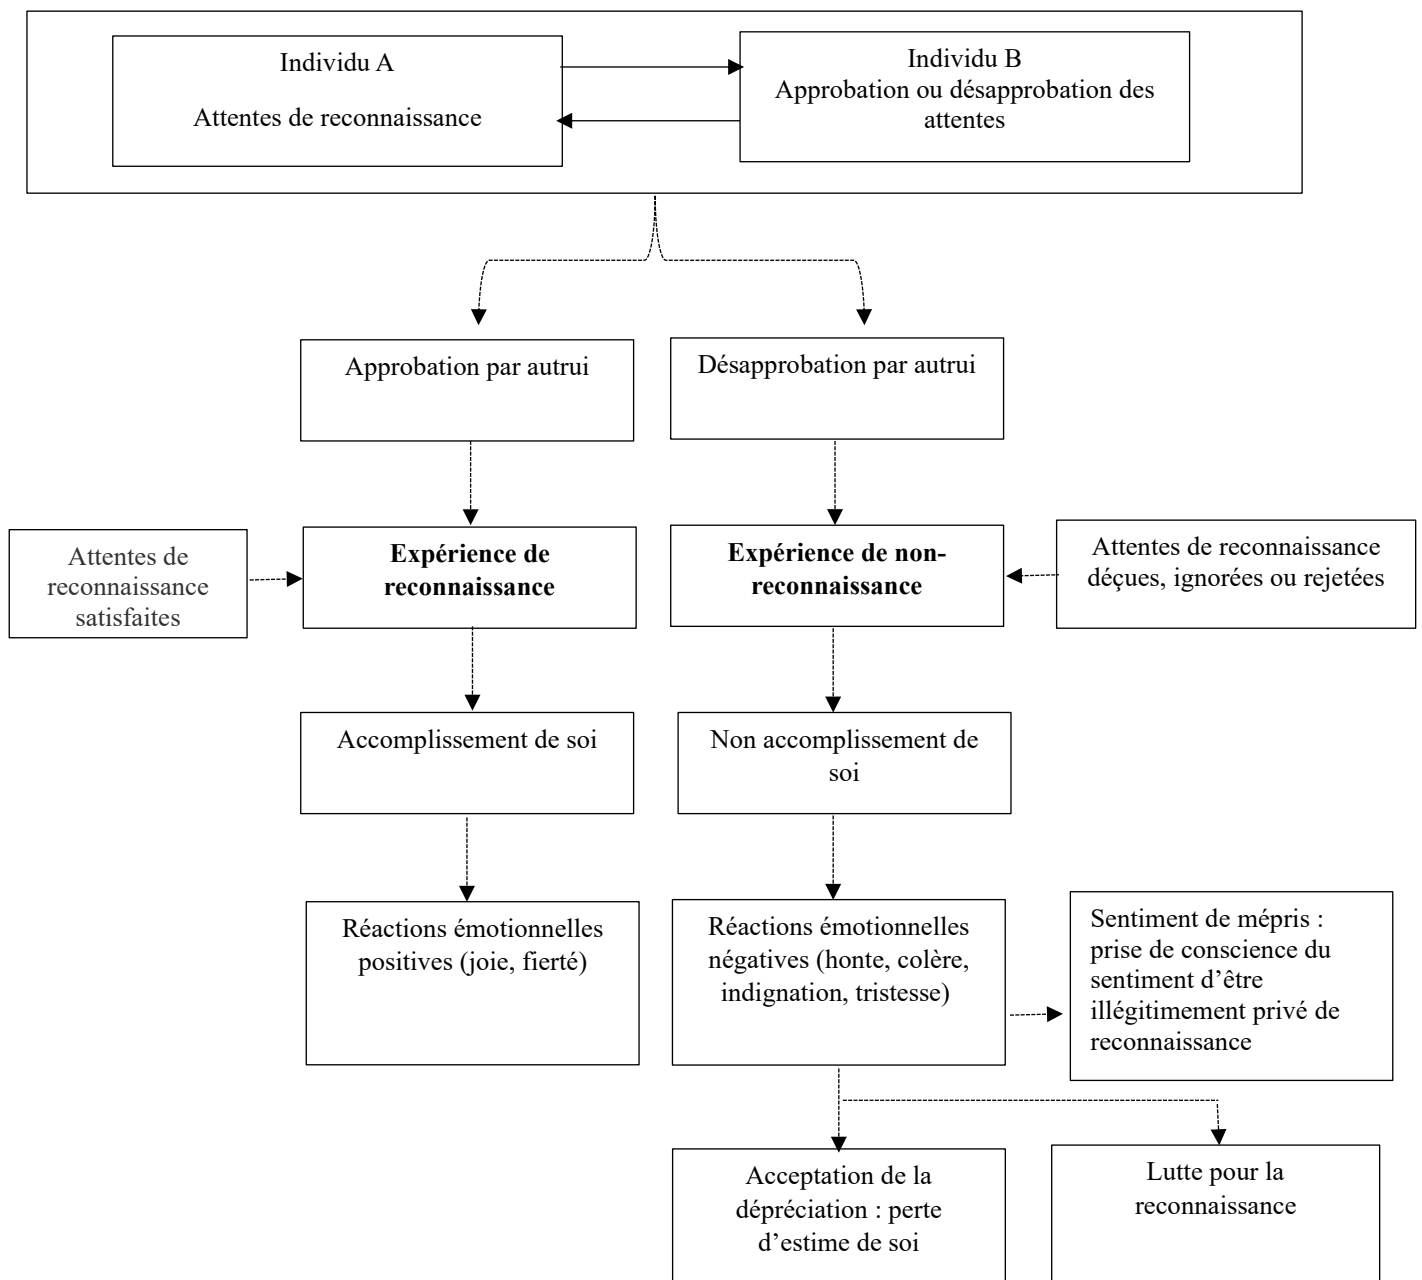 Individu A
Attentes de reconnaissance
Individu B
Approbation ou désapprobation des
attentes
Approbation par autrui
Désapprobation par autrui
Attentes de
reconnaissance
satisfaites
Expérience de
reconnaissance
Expérience de non-
reconnaissance
Attentes de reconnaissance
déçues, ignorées ou rejetées
Accomplissement de soi
Non accomplissement de
soi
Réactions émotionnelles
positives (joie, fierté)
Réactions émotionnelles
négatives (honte, colère,
indignation, tristesse)
Sentiment de mépris :
prise de conscience du
sentiment d’être
illégitimement privé de
reconnaissance
Acceptation de la
dépréciation : perte
d’estime de soi
Lutte pour la
reconnaissance